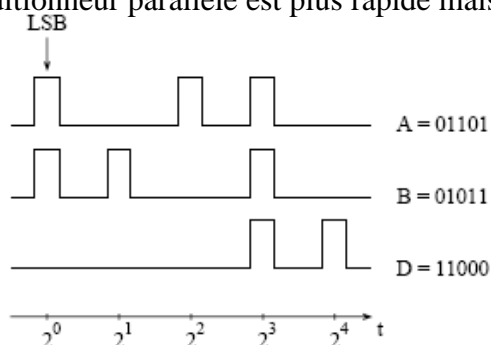 parallèle est plus rapide mais
LSB
A = 01101
B = 01011
D = 11000
2^0 2^1 2^2 2^3 2^4 t